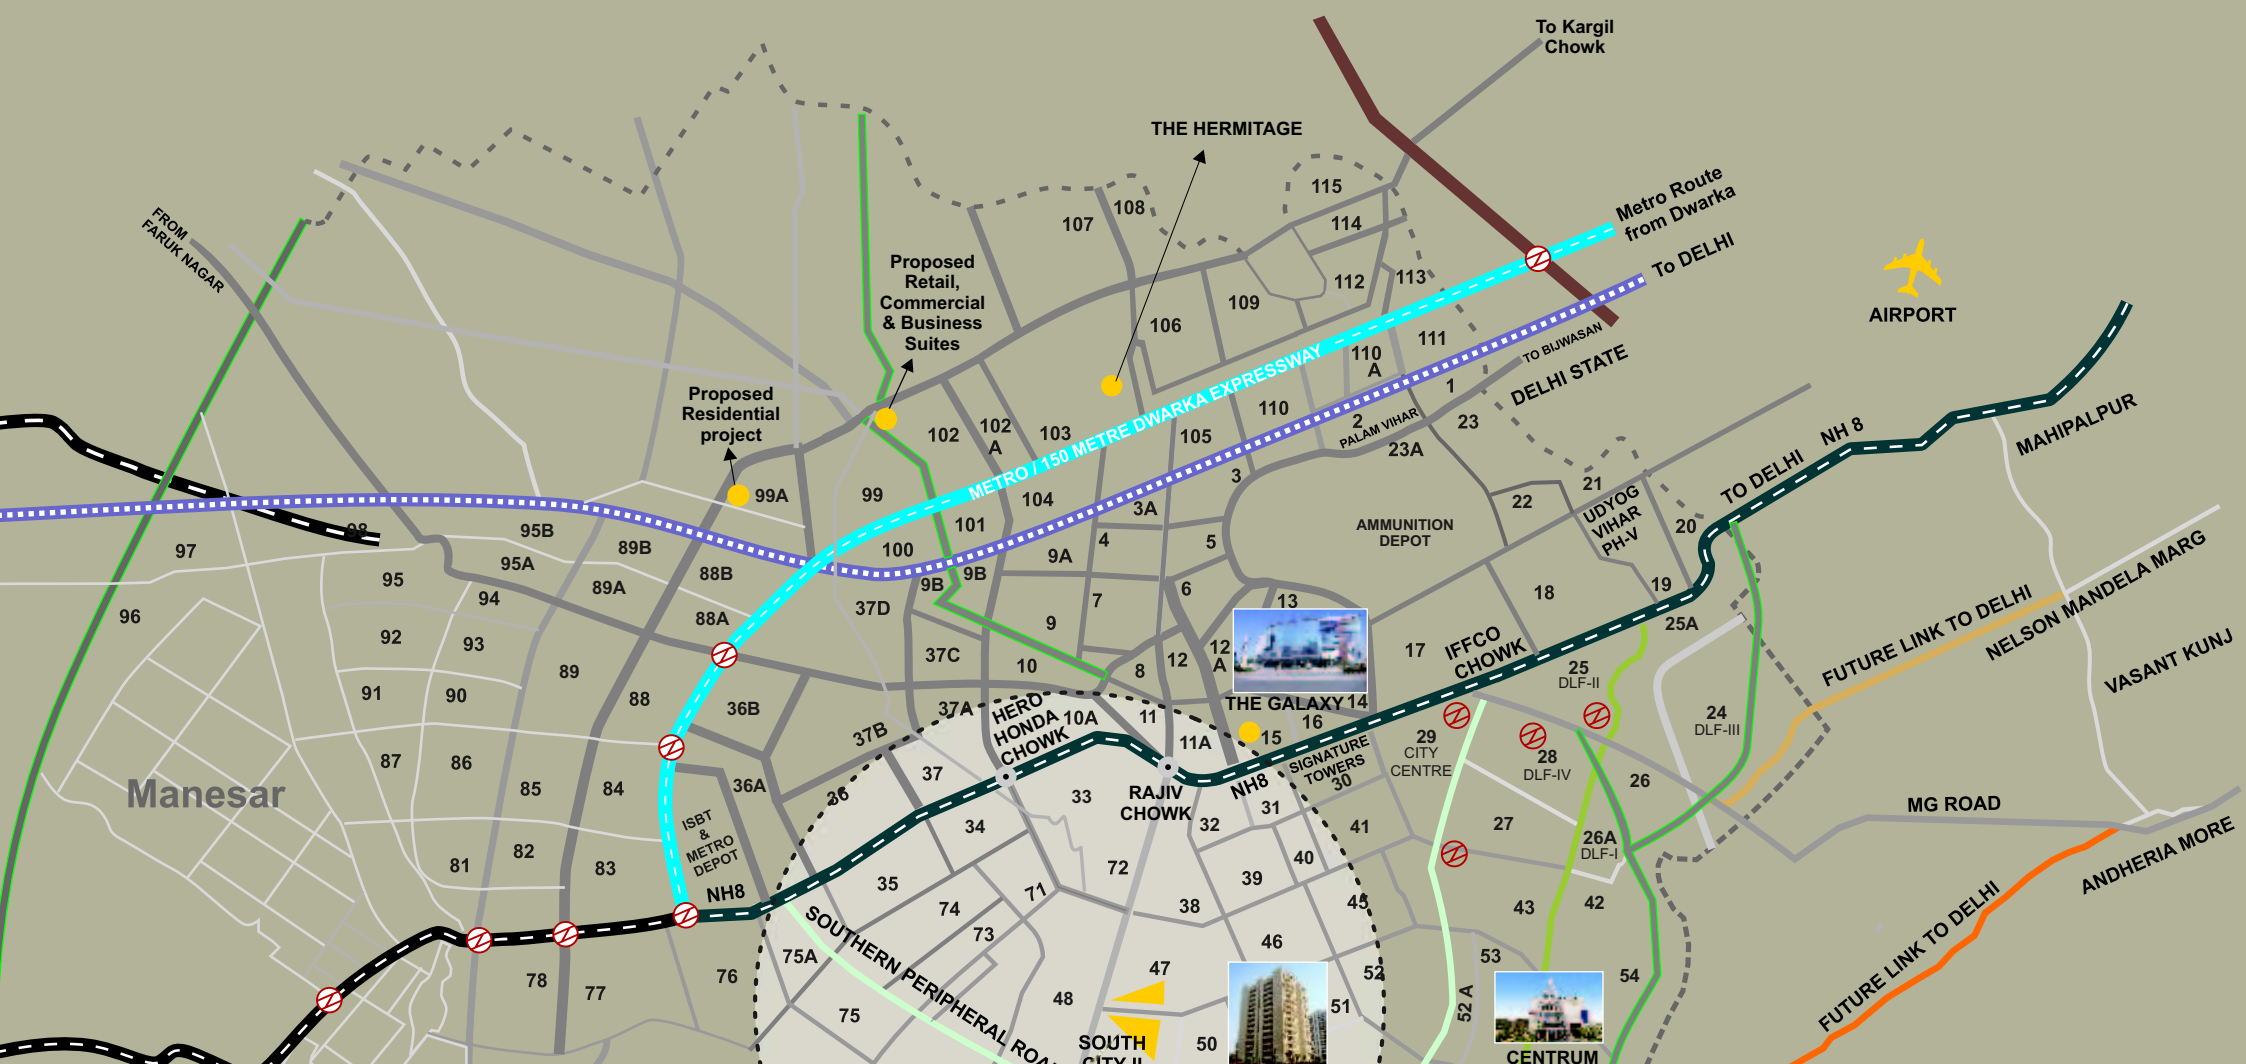 To Kargil
Chowk
THE HERMITAGE
115
Metro Route
from Dwarka
108
107
114
FROM
FARUK NAGAR
Proposed
Retail,
Commercial
& Business
Suites
To DELHI
113
112
109
AIRPORT
106
111
TO BIJWASAN
110
A
DELHI STATE
1
Proposed
Residential
project
METRO / 150 METRE DWARKA EXPRESSWAY
110
2
PALAM VIHAR
23
MAHIPALPUR
NH 8
102
102
A
103
105
23A
3
TO DELHI
99A
99
104
3A
22
21
UDYOG
VIHAR
PH-V
98
95B
101
AMMUNITION
DEPOT
20
97
89B
100
9A
4
5
95A
88B
9B
9B
95
89A
37D
6
18
19
94
7
13
FUTURE LINK TO DELHI
NELSON MANDELA MARG
96
88A
9
25A
92
93
37C
12
A
IFFCO
CHOWK
17
VASANT KUNJ
89
10
8
12
25
DLF-II
91
90
88
36B
37A
HERO
HONDA
CHOWK
10A
11
THE GALAXY
14
16
24
DLF-III
37B
11A
15
29
CITY
CENTRE
28
DLF-IV
87
86
37
SIGNATURE
TOWERS
26
Manesar
85
84
36A
36
33
RAJIV
CHOWK
NH8
30
31
MG ROAD
ISBT
&
METRO
DEPOT
34
32
41
27
26A
DLF-I
ANDHERIA MORE
81
82
83
72
40
39
NH8
35
71
74
38
45
43
42
SOUTHERN PERIPHERAL ROAD
73
46
75A
47
52
53
78
77
76
48
51
52 A
54
FUTURE LINK TO DELHI
75
SOUTH
CITY II
50
CENTRUM